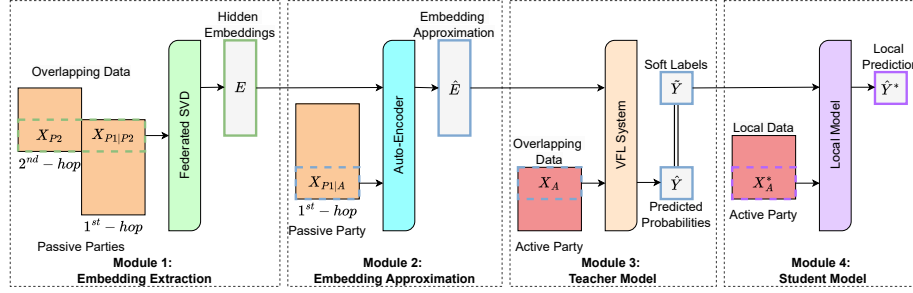 Hidden
Embeddings
Overlapping Data
E
X_{P2}
X_{P1|P2}
2^{nd} - hop
1^{st} - hop
Passive Parties
Federated SVD
Module 1:
Embedding Extraction
Embedding
Approximation
Ê
X_{P1|A}
1^{st} - hop
Passive Party
Auto-Encoder
Module 2:
Embedding Approximation
Overlapping
Data
X_A
Active Party
VFL System
Soft Labels
Ỹ
Ŷ
Predicted
Probabilities
Module 3:
Teacher Model
Local Data
X_A^*
Active Party
Local Model
Local
Prediction
Ŷ^*
Module 4:
Student Model